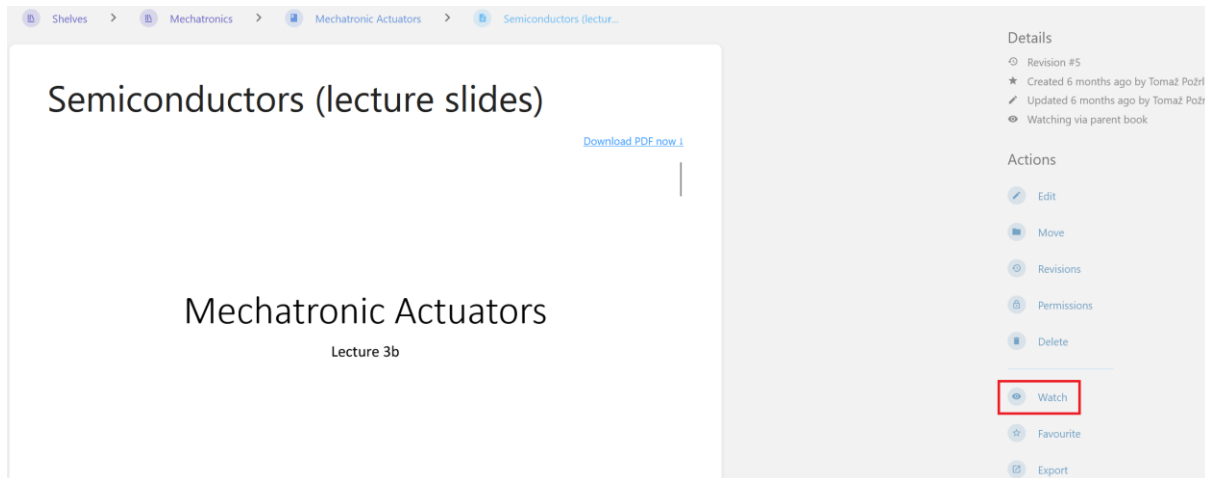 Shelves > Mechatronics > Mechatronic Actuators > Semiconductors (lectur...
Semiconductors (lecture slides)
Download PDF now ↓
Mechatronic Actuators
Lecture 3b
Details
Revision #5
Created 6 months ago by Tomaž Požrl
Updated 6 months ago by Tomaž
Watching via parent book
Actions
Edit
Move
Revisions
Permissions
Delete
Watch
Favourite
Export